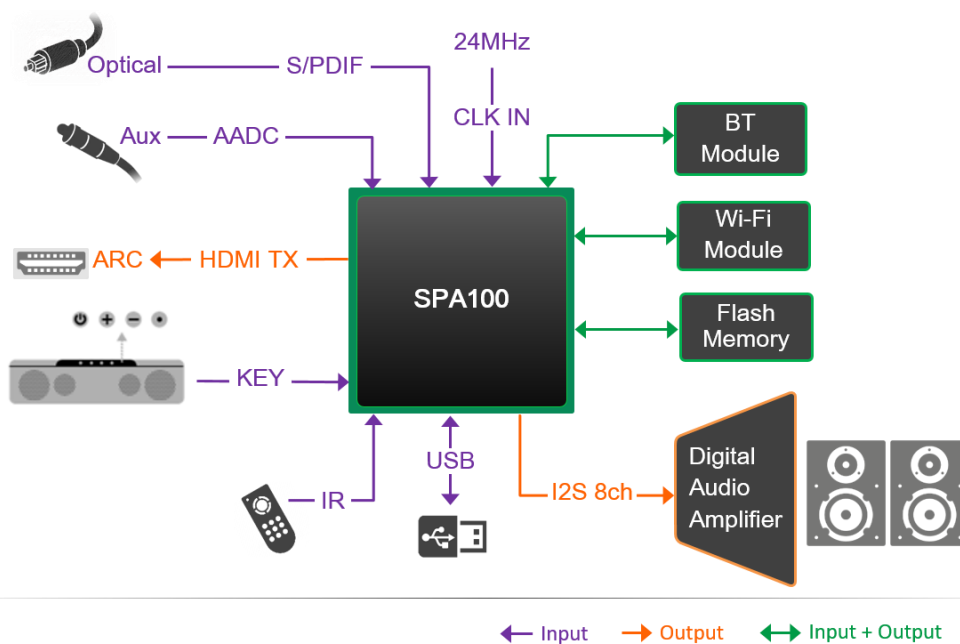 24MHz
Optical
S/PDIF
CLK IN
Aux
AADC
BT
Module
Wi-Fi
Module
ARC
HDMI TX
SPA100
Flash
Memory
KEY
USB
IR
I2S 8ch
Digital
Audio
Amplifier
Input
Output
Input + Output